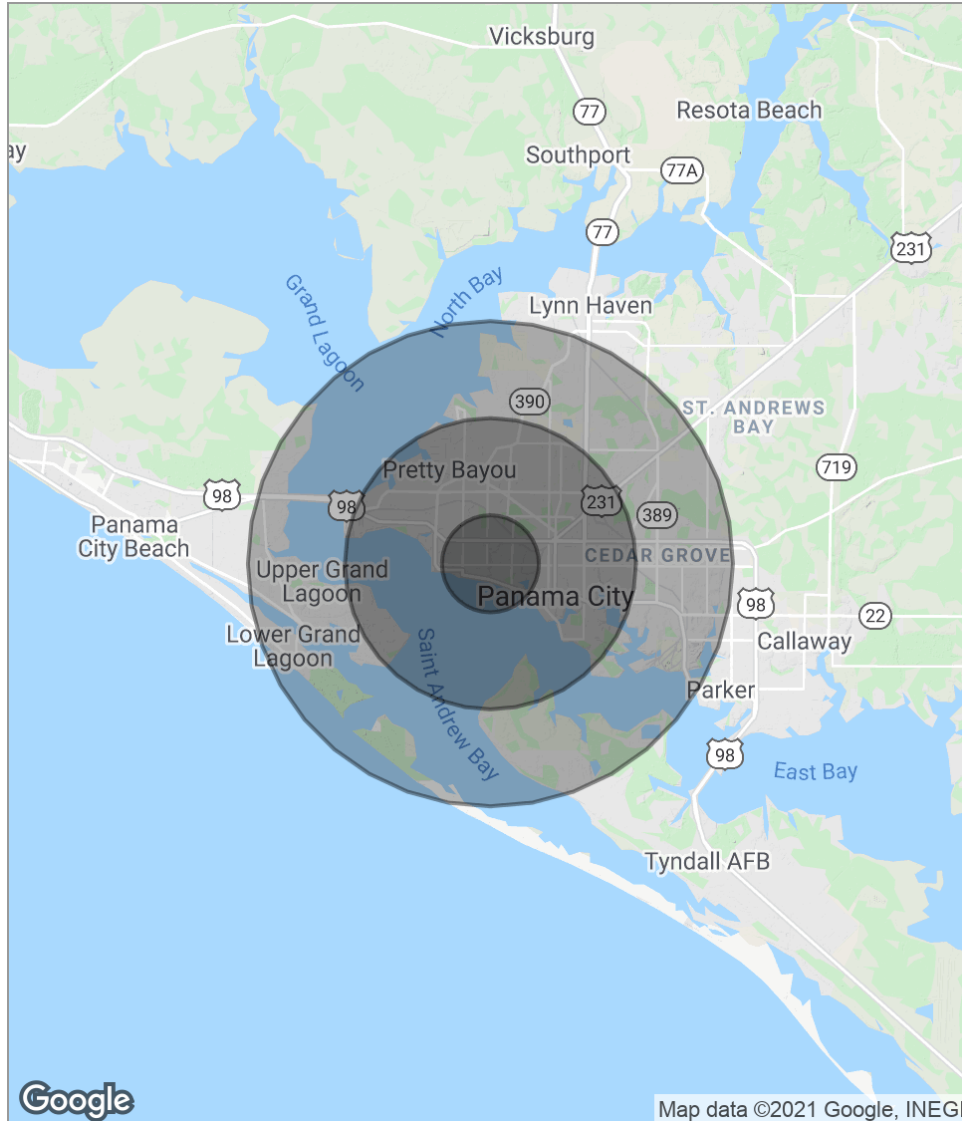 Vicksburg
77
Resota Beach
ay
Southport
77A
77
231
Grand Lagoon
North Bay
Lynn Haven
390
ST. ANDREWS
BAY
Pretty Bayou
719
98
98
231
389
Panama
City Beach
CEDAR GROVE
Upper Grand
Lagoon
Panama City
98
22
Lower Grand
Lagoon
Saint Andrew Bay
Callaway
Parker
98
East Bay
Tyndall AFB
Google
Map data ©2021 Google, INEGI